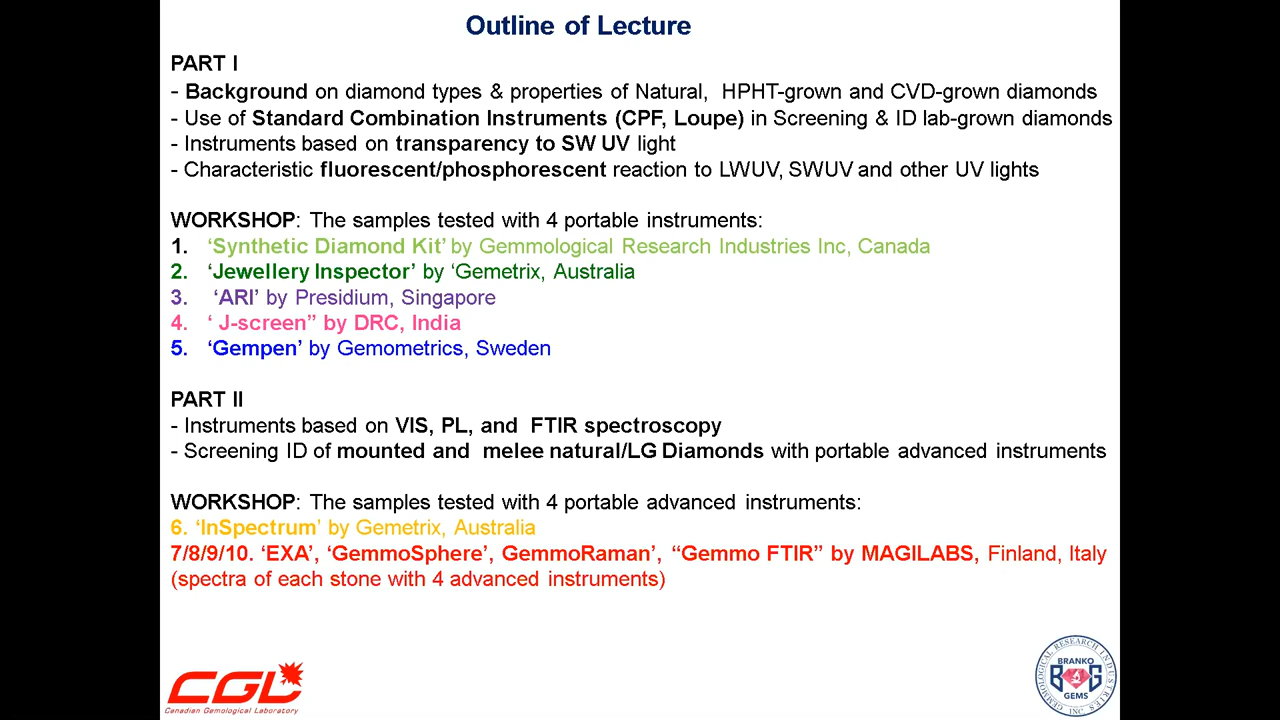 Outline of Lecture
PART I
- Background on diamond types & properties of Natural, HPHT-grown and CVD-grown diamonds
- Use of Standard Combination Instruments (CPF, Loupe) in Screening & ID lab-grown diamonds
- Instruments based on transparency to SW UV light
- Characteristic fluorescent/phosphorescent reaction to LWUV, SWUV and other UV lights
WORKSHOP: The samples tested with 4 portable instruments:
1. ‘Synthetic Diamond Kit’ by Gemmological Research Industries Inc, Canada
2. ‘Jewellery Inspector’ by ‘Gemetrix, Australia
3. ‘ARI’ by Presidium, Singapore
4. ‘ J-screen” by DRC, India
5. ‘Gempen’ by Gemometrics, Sweden
PART II
- Instruments based on VIS, PL, and FTIR spectroscopy
- Screening ID of mounted and melee natural/LG Diamonds with portable advanced instruments
WORKSHOP: The samples tested with 4 portable advanced instruments:
6. ‘InSpectrum’ by Gemetrix, Australia
7/8/9/10. ‘EXA’, ‘GemmoSphere’, GemmoRaman’, “Gemmo FTIR” by MAGILABS, Finland, Italy
(spectra of each stone with 4 advanced instruments)
CGL
Canadian Gemological Laboratory
GEMMOLOGICAL RESEARCH INDUSTRIES INC.
BRANKO
BG
GEMS